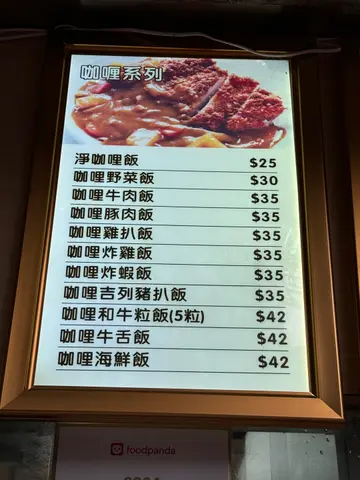 咖喱系列
淨咖哩飯 $25
咖哩野菜飯 $30
咖哩牛肉飯 $35
咖哩豚肉飯 $35
咖哩雞扒飯 $35
咖哩炸雞飯 $35
咖哩炸蝦飯 $35
咖哩吉列豬扒飯 $35
咖哩和牛粒飯(5粒) $42
咖哩牛舌飯 $42
咖哩海鮮飯 $42
foodpanda